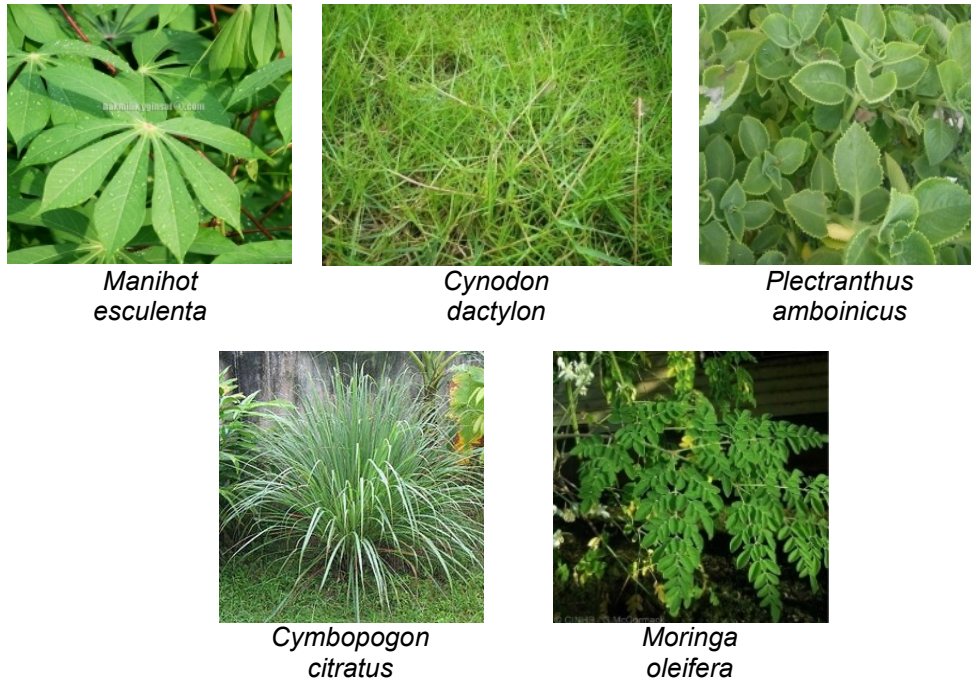 Manihot
esculenta
Cynodon
dactylon
Plectranthus
amboinicus
Cymbopogon
citratus
Moringa
oleifera